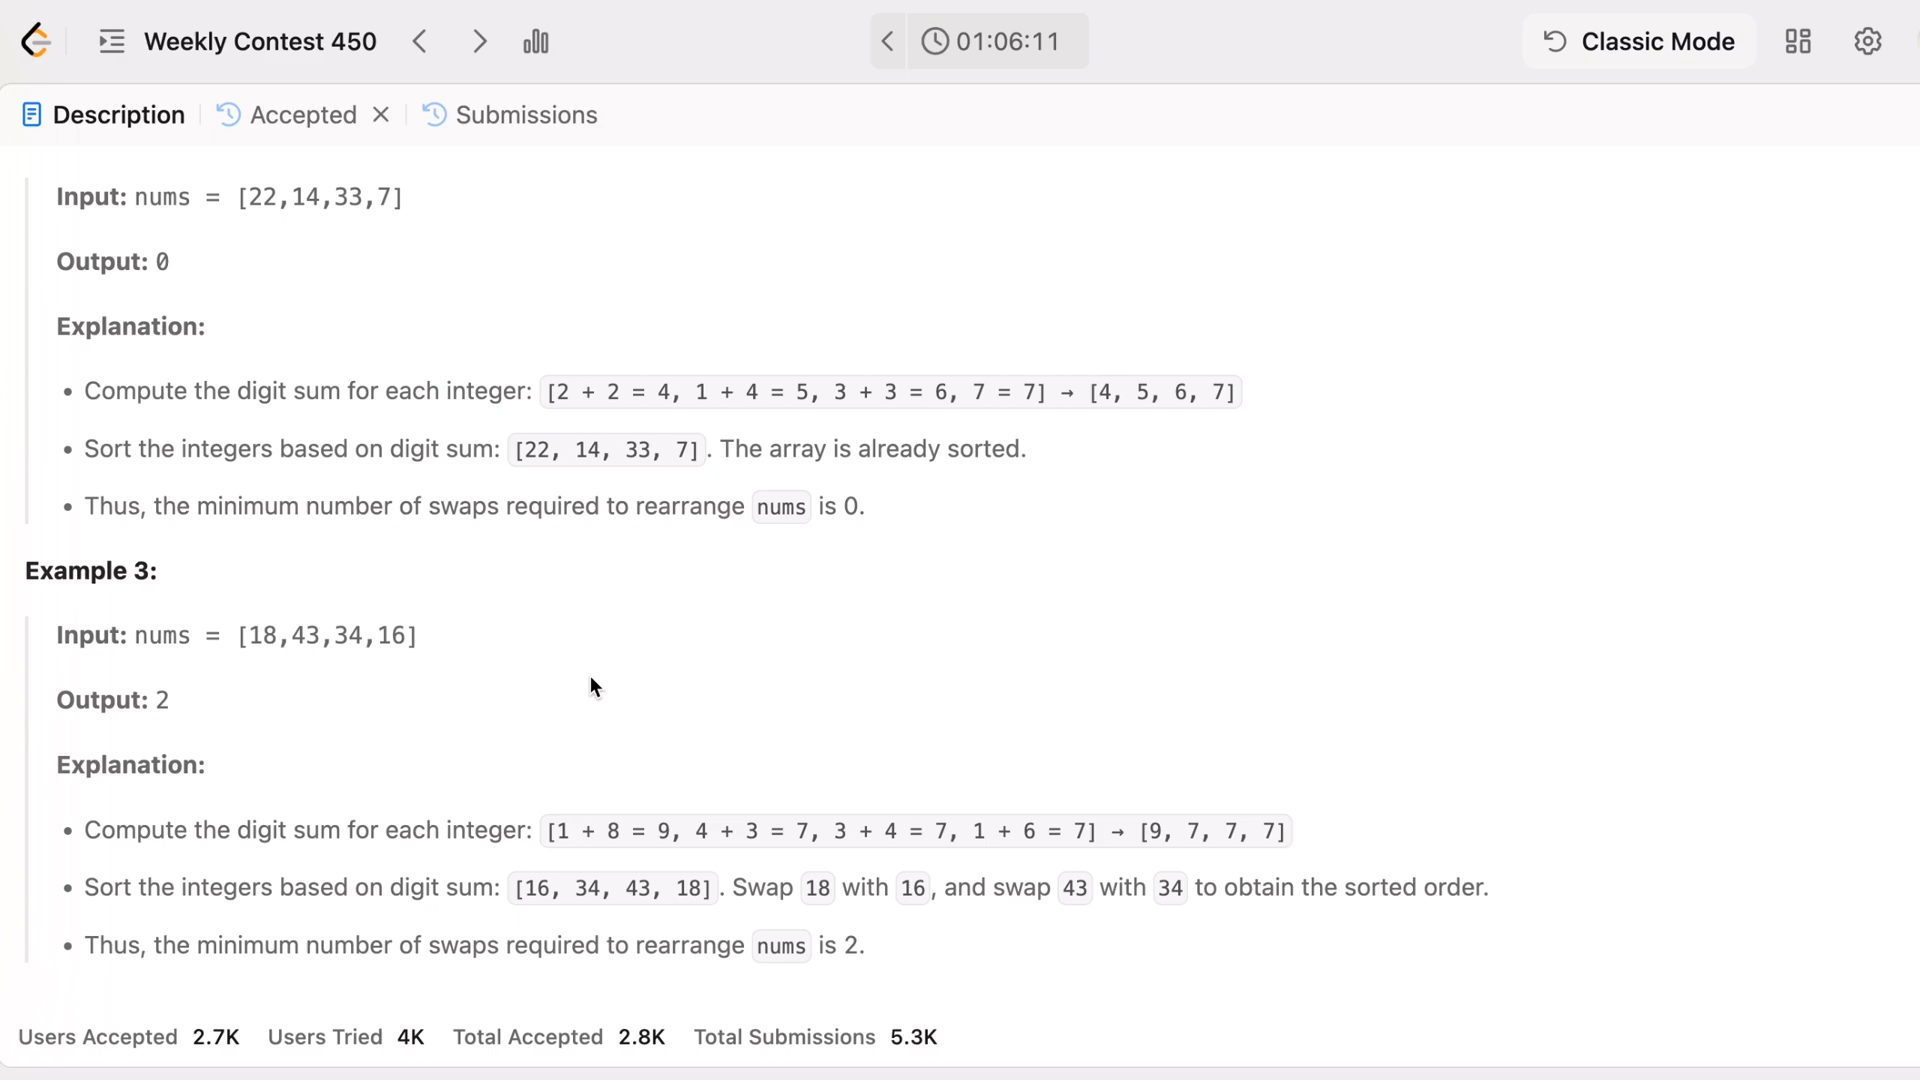 Weekly Contest 450
01:06:11
Classic Mode
Description
Accepted
Submissions
Input: nums = [22,14,33,7]
Output: 0
Explanation:
• Compute the digit sum for each integer: [2 + 2 = 4, 1 + 4 = 5, 3 + 3 = 6, 7 = 7] → [4, 5, 6, 7]
• Sort the integers based on digit sum: [22, 14, 33, 7]. The array is already sorted.
• Thus, the minimum number of swaps required to rearrange nums is 0.
Example 3:
Input: nums = [18,43,34,16]
Output: 2
Explanation:
• Compute the digit sum for each integer: [1 + 8 = 9, 4 + 3 = 7, 3 + 4 = 7, 1 + 6 = 7] → [9, 7, 7, 7]
• Sort the integers based on digit sum: [16, 34, 43, 18]. Swap 18 with 16, and swap 43 with 34 to obtain the sorted order.
• Thus, the minimum number of swaps required to rearrange nums is 2.
Users Accepted 2.7K Users Tried 4K Total Accepted 2.8K Total Submissions 5.3K